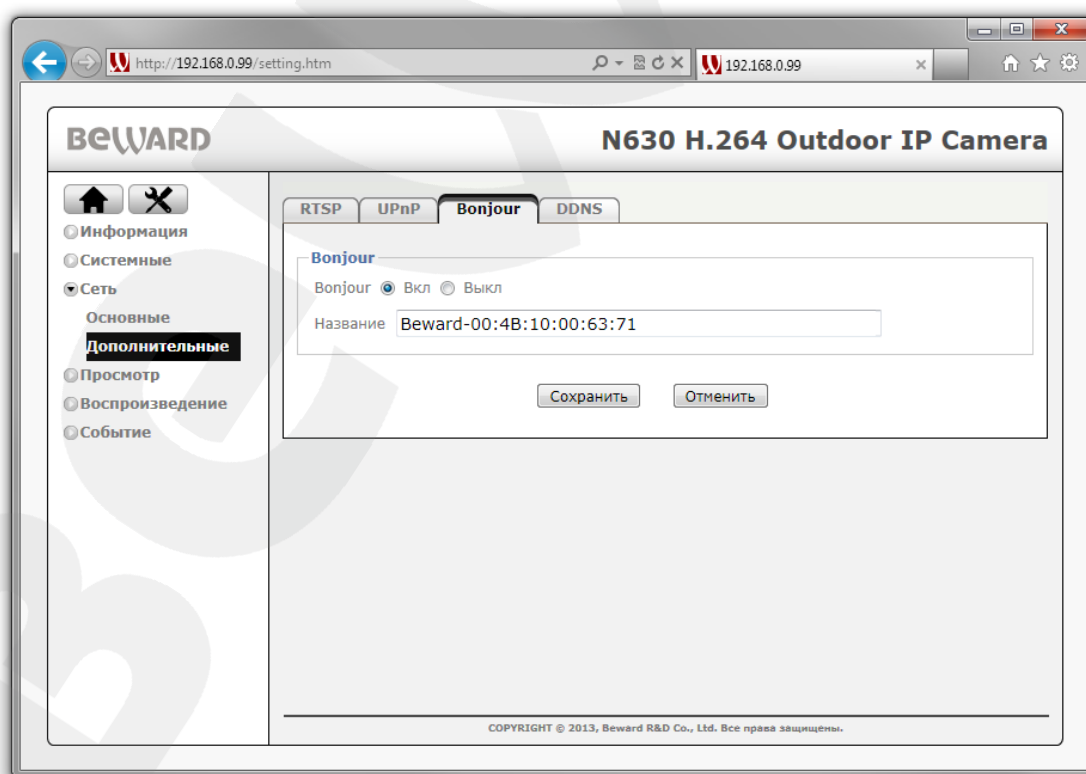 http://192.168.0.99/setting.htm
192.168.0.99
BEWARD
N630 H.264 Outdoor IP Camera
Информация
Системные
Сеть
Основные
Дополнительные
Просмотр
Воспроизведение
Событие
RTSP UPnP Bonjour DDNS
Bonjour
Bonjour Вкл Выкл
Название Beward-00:4B:10:00:63:71
Сохранить Отменить
COPYRIGHT © 2013, Beward R&D Co., Ltd. Все права защищены.